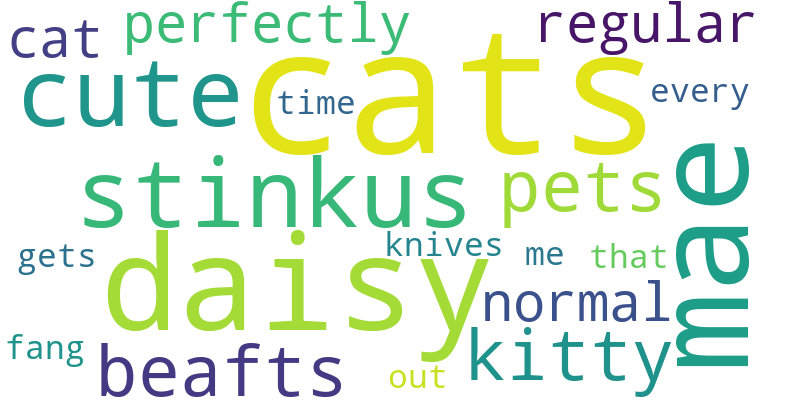 perfectly
regular
cat
cute
cats
time
every
stinkus
pets
mae
daisy
knives
me
that
gets
normal
fang
beafts
kitty
out